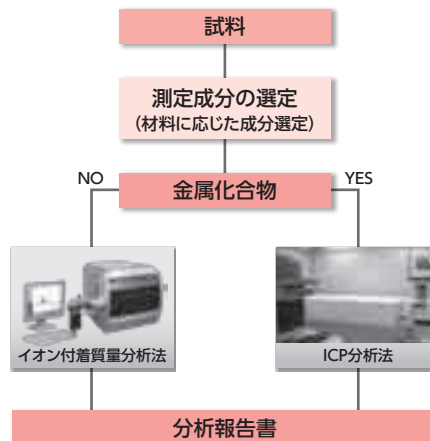 試料
測定成分の選定
（材料に応じた成分選定）
NO
YES
金属化合物
イオン付着質量分析法
ICP分析法
分析報告書